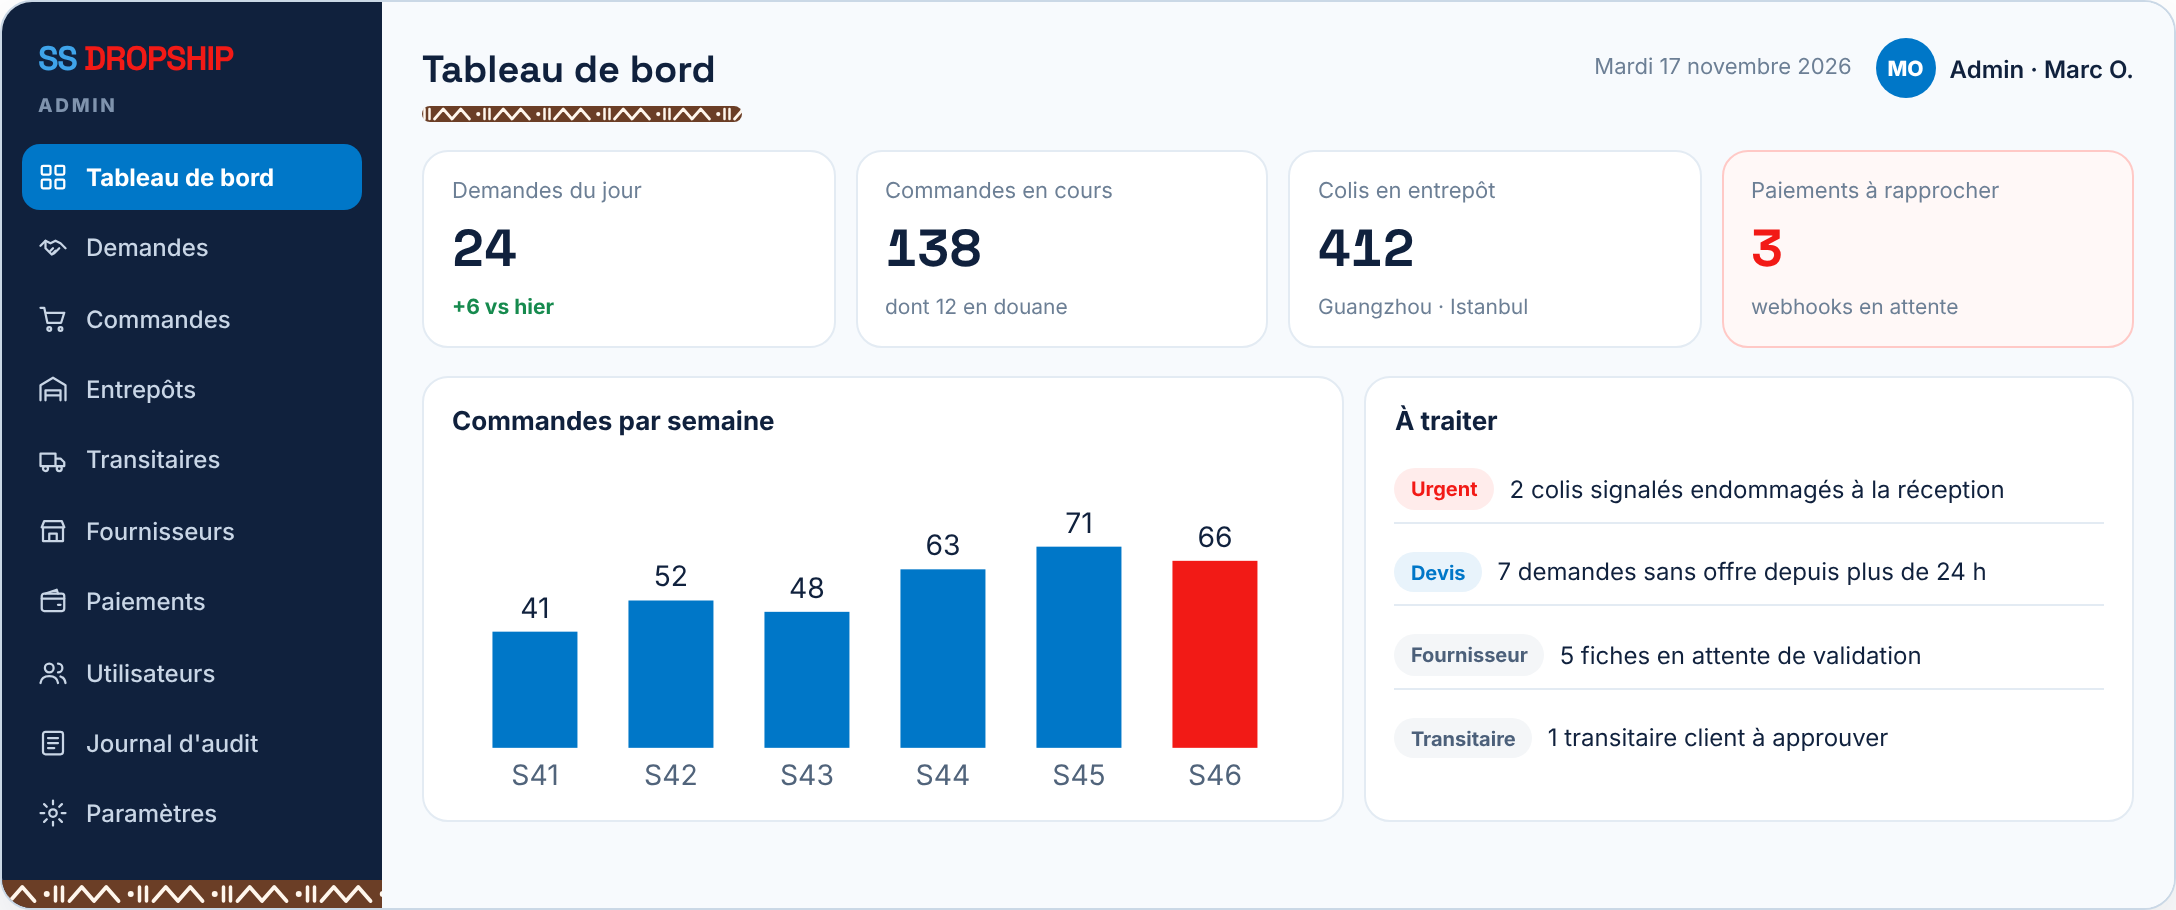 SS DROPSHIP
ADMIN
Tableau de bord
Demandes
Commandes
Entrepôts
Transitaires
Fournisseurs
Paiements
Utilisateurs
Journal d'audit
Paramètres
Tableau de bord
Mardi 17 novembre 2026
MO
Admin · Marc O.
Demandes du jour
24
+6 vs hier
Commandes en cours
138
dont 12 en douane
Colis en entrepôt
412
Guangzhou · Istanbul
Paiements à rapprocher
3
webhooks en attente
Commandes par semaine
41
52
48
63
71
66
S41
S42
S43
S44
S45
S46
À traiter
Urgent 2 colis signalés endommagés à la réception
Devis 7 demandes sans offre depuis plus de 24 h
Fournisseur 5 fiches en attente de validation
Transitaire 1 transitaire client à approuver